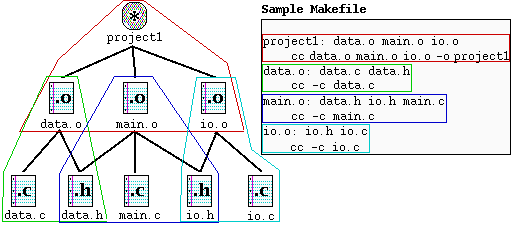 *
project1
.o
.o
.o
data.o
main.o
io.o
.c
.h
.c
.h
.c
data.c
data.h
main.c
io.h
io.c
Sample Makefile
project1: data.o main.o io.o
cc data.o main.o io.o -o project1
data.o: data.c data.h
cc -c data.c
main.o: data.h io.h main.c
cc -c main.c
io.o: io.h io.c
cc -c io.c